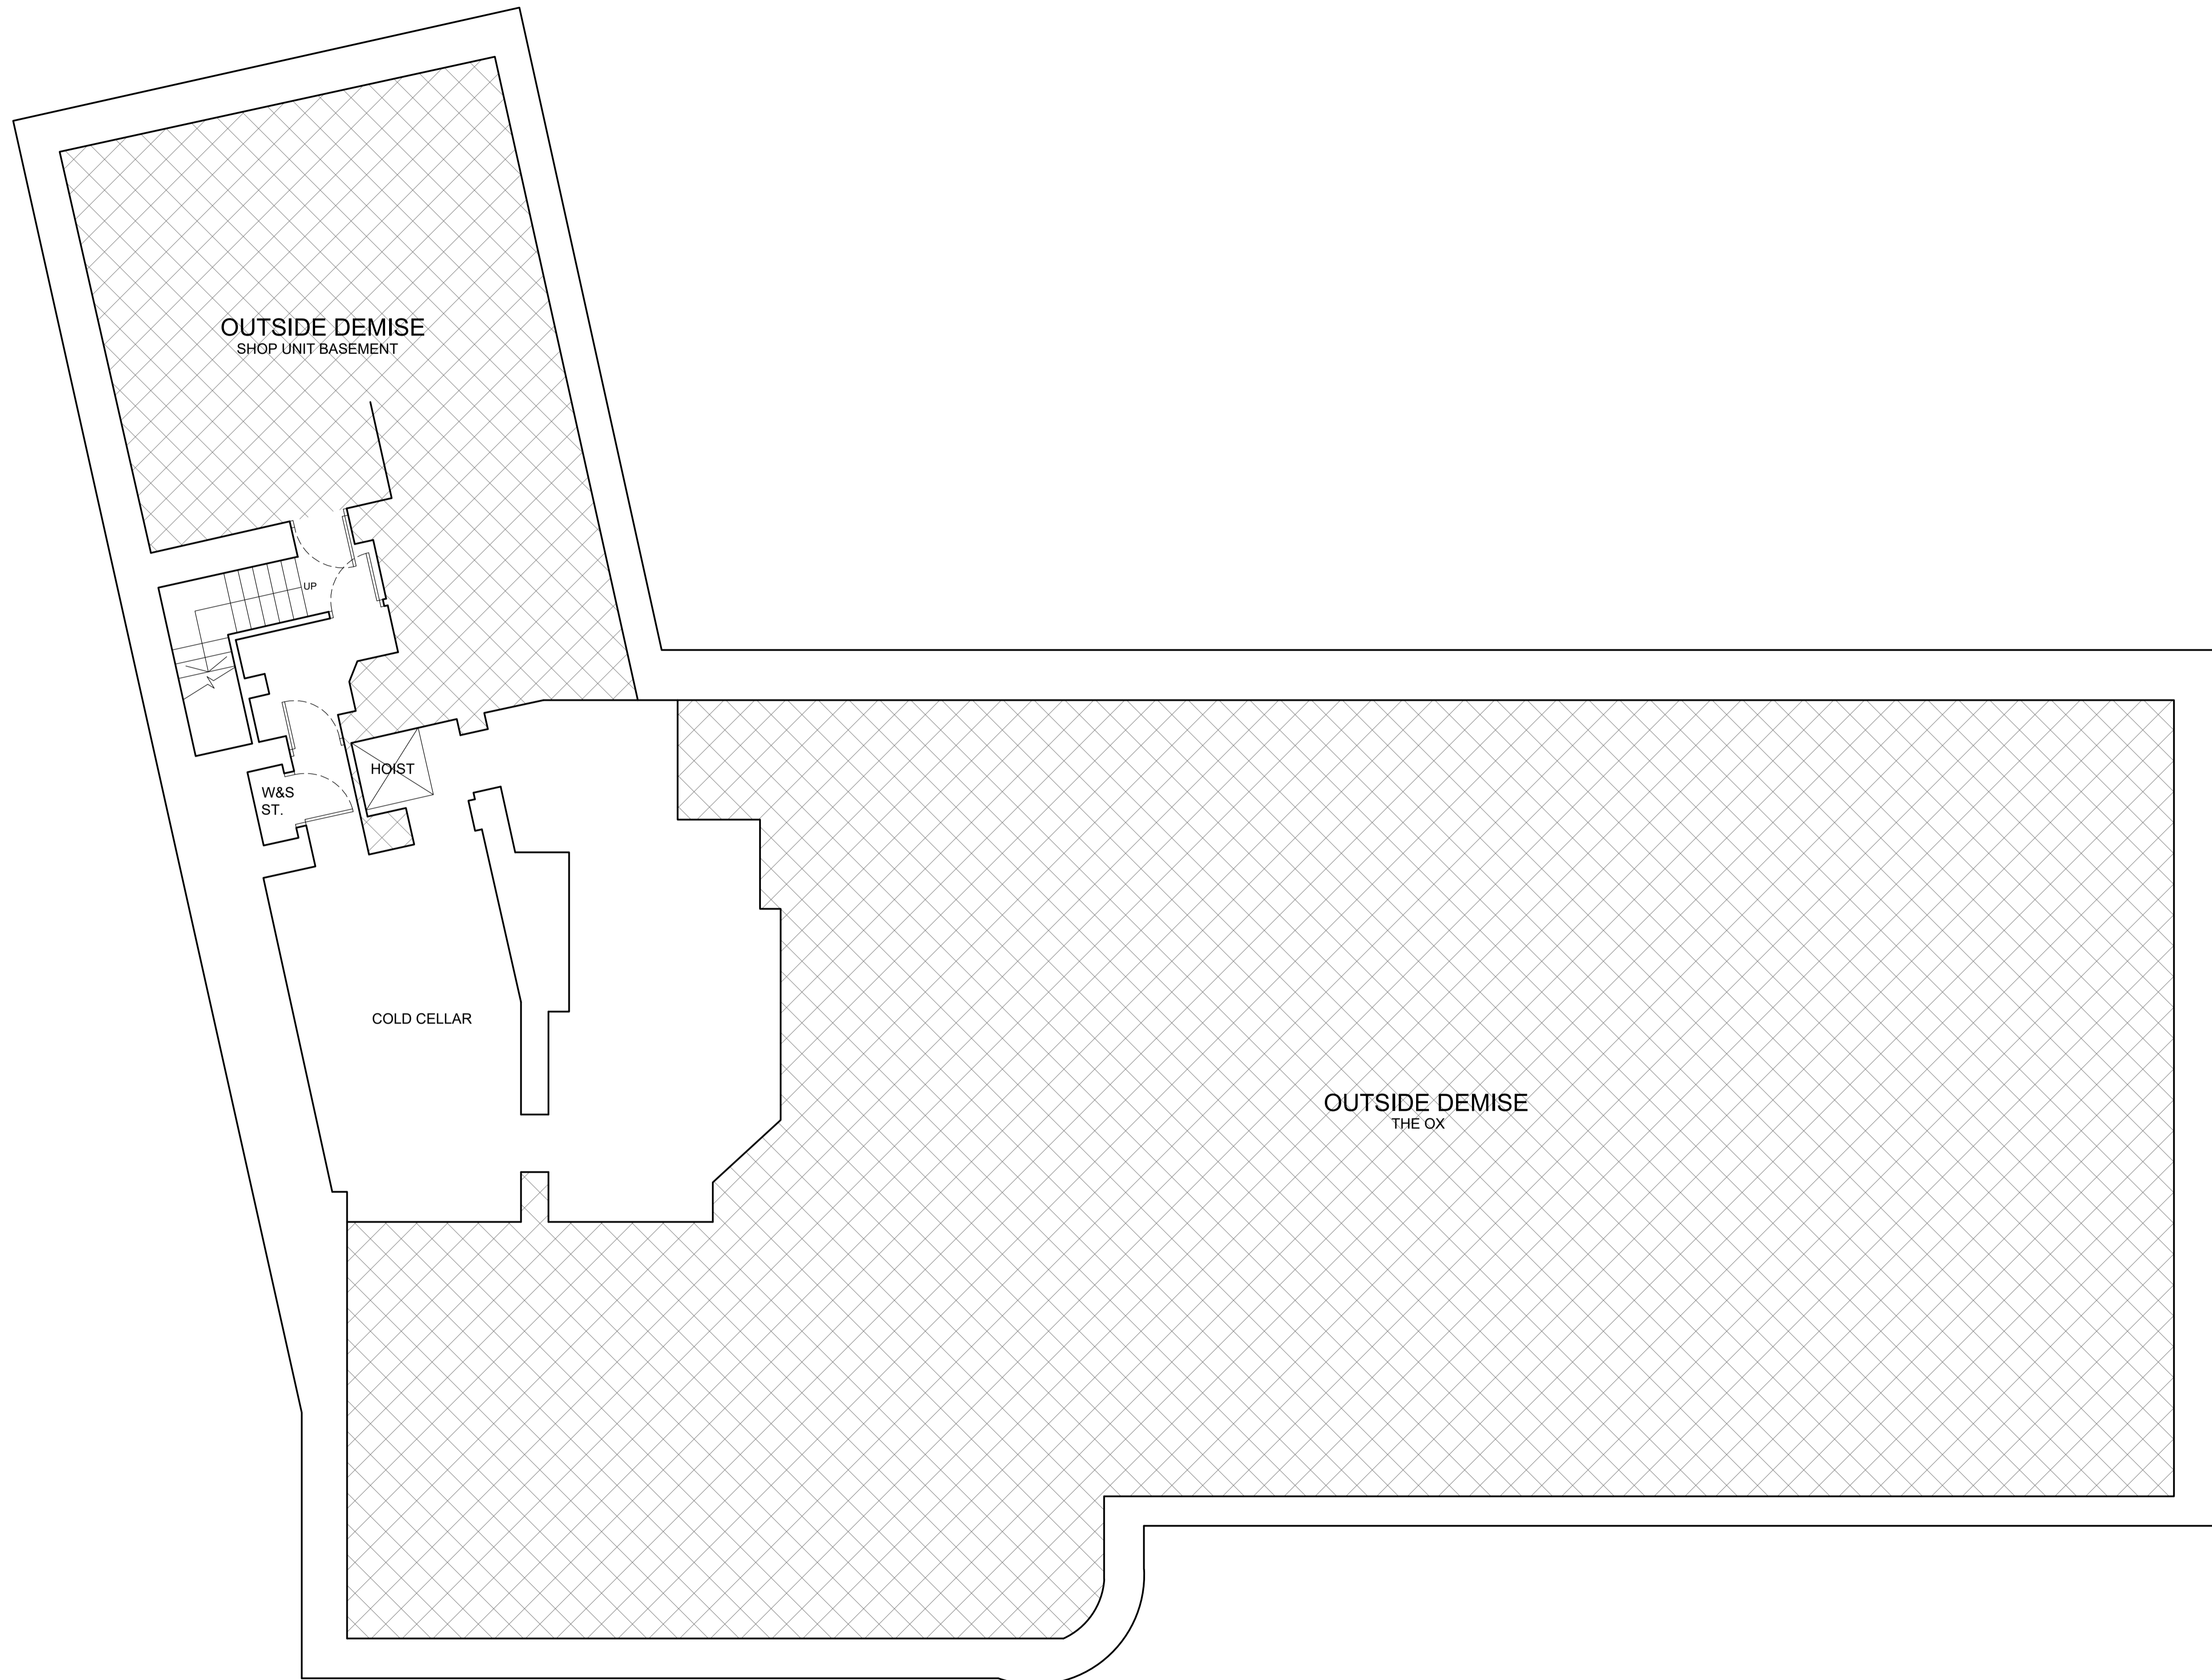 OUTSIDE DEMISE
SHOP UNIT BASEMENT
UP
HOIST
W&S
ST.
COLD CELLAR
OUTSIDE DEMISE
THE OX